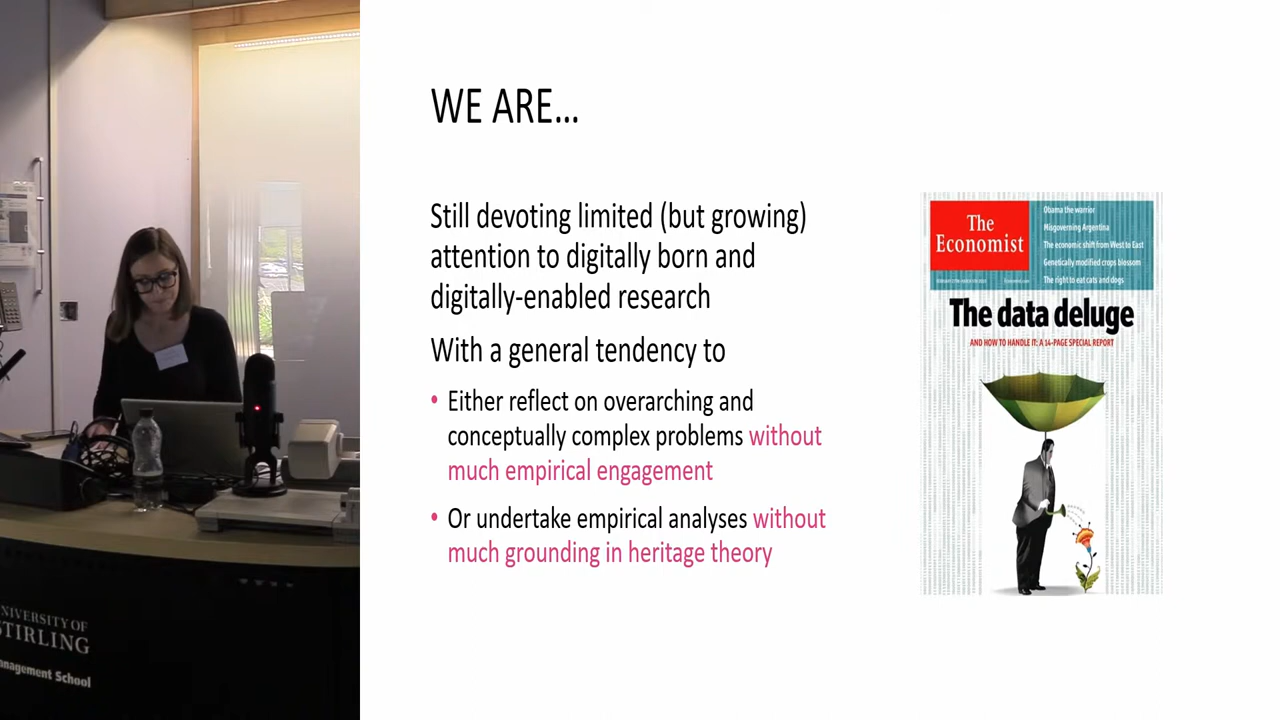 WE ARE...
Still devoting limited (but growing)
attention to digitally born and
digitally-enabled research
With a general tendency to
• Either reflect on overarching and
conceptually complex problems without
much empirical engagement
• Or undertake empirical analyses without
much grounding in heritage theory
The
Economist
Obama the warrior
Misgoverning Argentina
The economic shift from West to East
Genetically modified crops blossom
The right to eat cats and dogs
The data deluge
AND HOW TO HANDLE IT: A 14-PAGE SPECIAL REPORT
NIVERSITY OF
STIRLING
anagement School